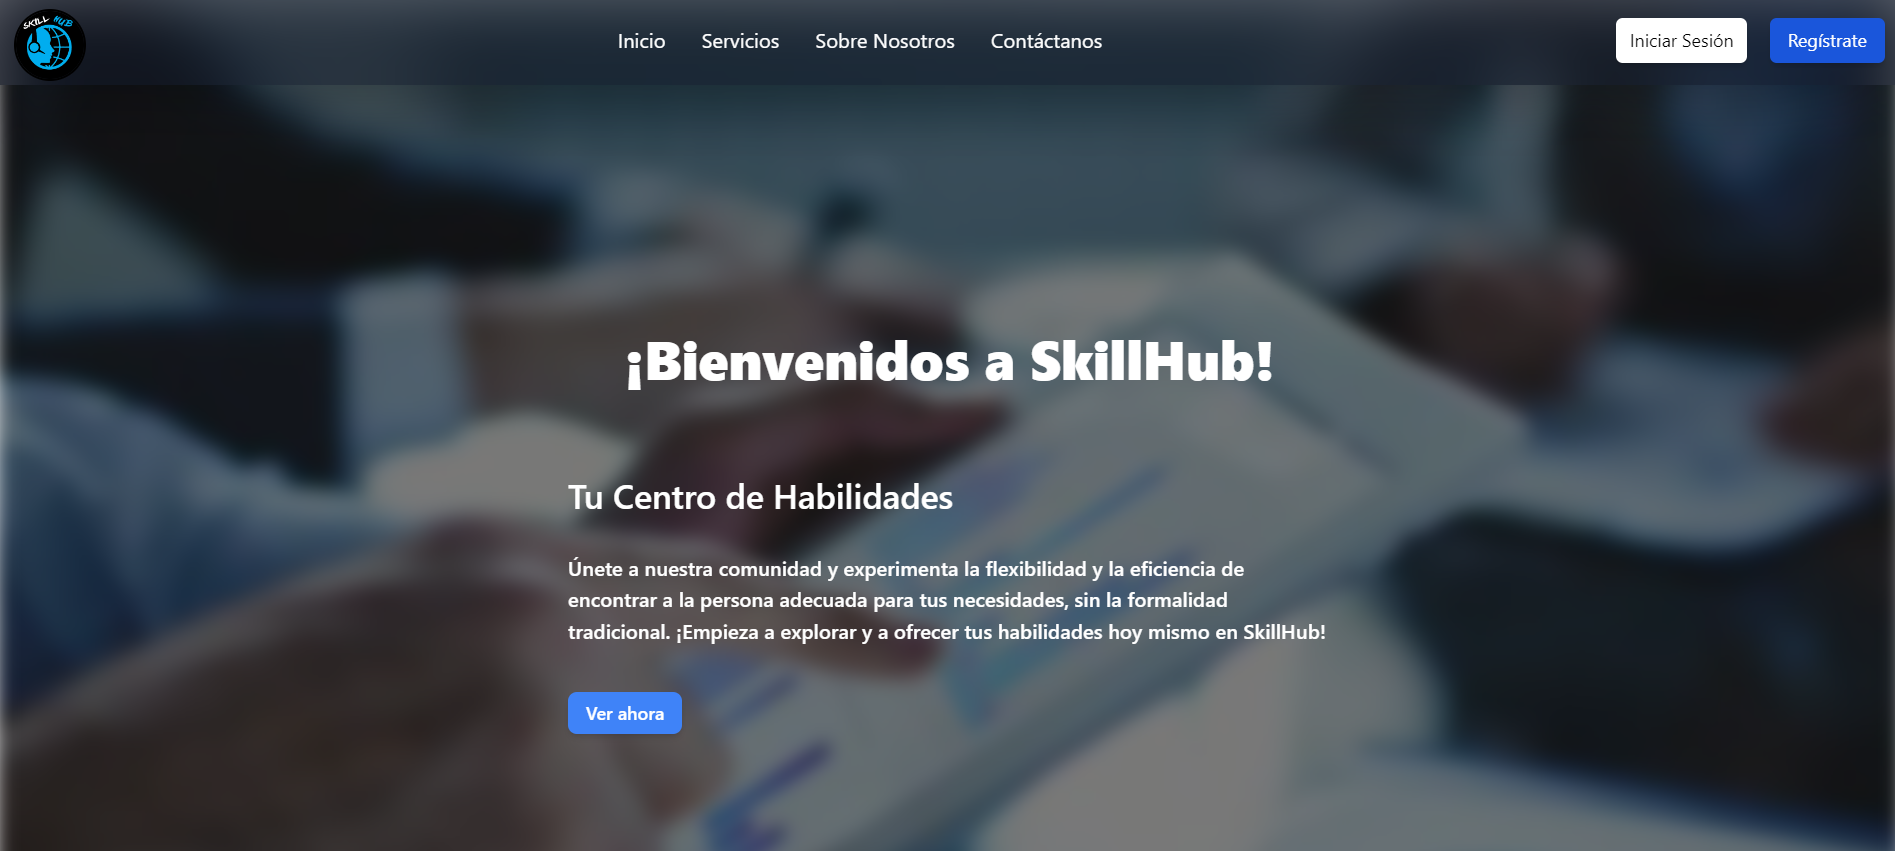 SKILL HUB
Inicio Servicios Sobre Nosotros Contáctanos Iniciar Sesión Regístrate
¡Bienvenidos a SkillHub!
Tu Centro de Habilidades
Únete a nuestra comunidad y experimenta la flexibilidad y la eficiencia de
encontrar a la persona adecuada para tus necesidades, sin la formalidad
tradicional. ¡Empieza a explorar y a ofrecer tus habilidades hoy mismo en SkillHub!
Ver ahora